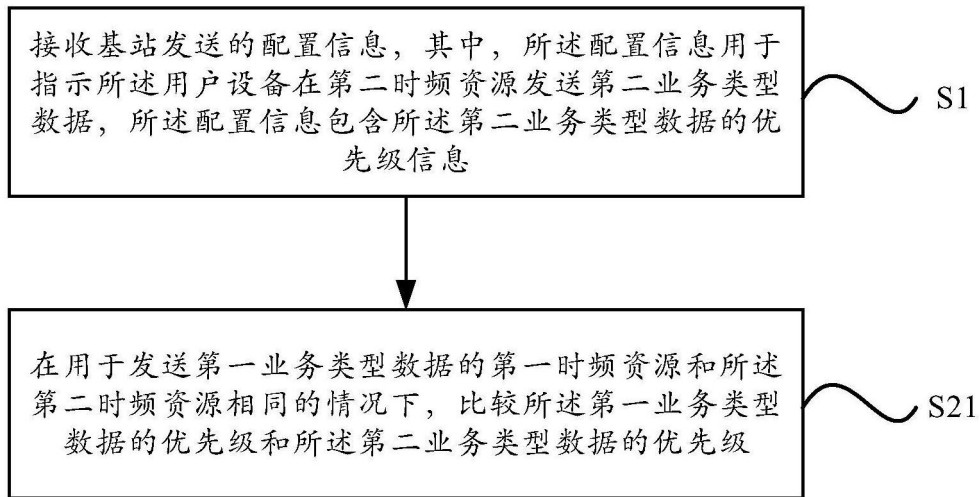 接收基站发送的配置信息，其中，所述配置信息用于
指示所述用户设备在第二时频资源发送第二业务类型
数据，所述配置信息包含所述第二业务类型数据的优
先级信息
S1
在用于发送第一业务类型数据的第一时频资源和所述
第二时频资源相同的情况下，比较所述第一业务类型
数据的优先级和所述第二业务类型数据的优先级
S21